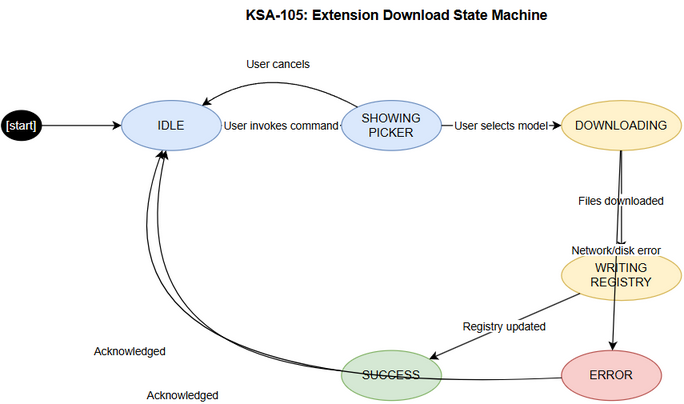 KSA-105: Extension Download State Machine
User cancels
[start]
IDLE
User invokes command
SHOWING
PICKER
User selects model
DOWNLOADING
Files downloaded
Network/disk error
WRITING
REGISTRY
Registry updated
Acknowledged
SUCCESS
ERROR
Acknowledged